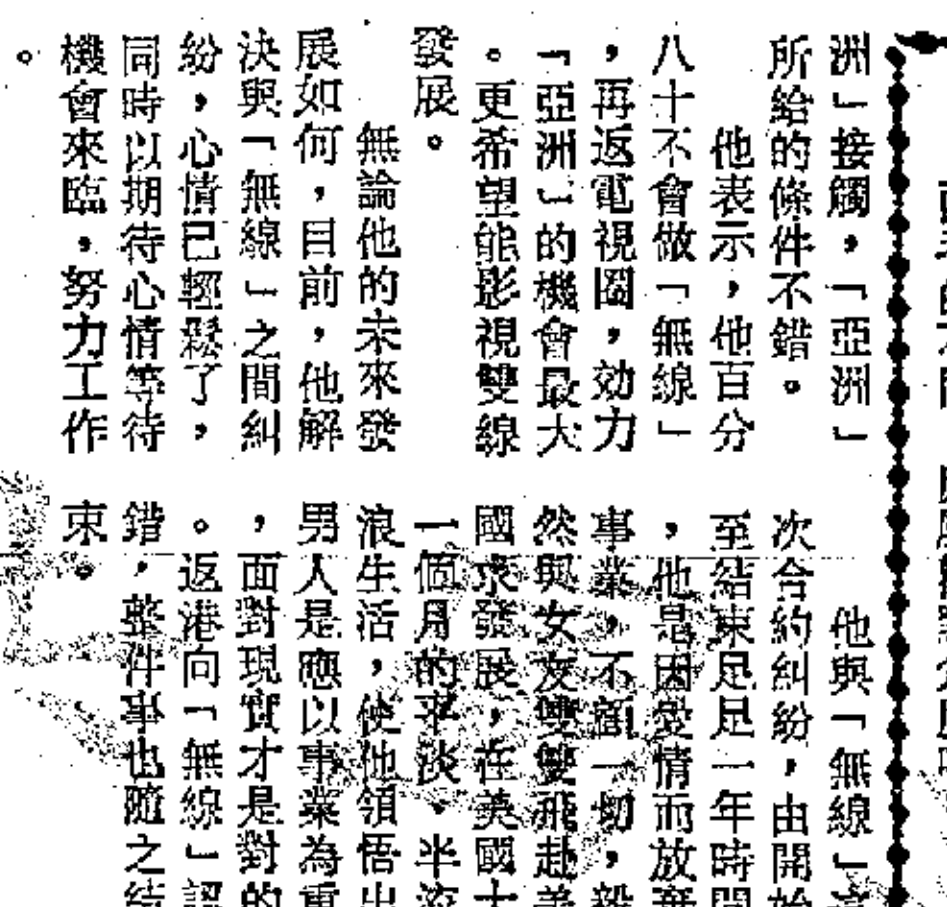 洲」接觸，「亞洲」
所給的條件不錯。
他表示，他百分
八十不會做「無線」
，再返電視圈，効力
「亞洲」的機會最大
。更希望能影視雙線
發展。
無論他的未來發
展如何，目前，他解
決與「無線」之間糾
紛，心情已輕鬆了，
同時以期待心情等待
機會來臨，努力工作
。
他與「無線」
次合約糾紛，由開始
至結束足足一年時間
，他是因愛情而放棄
事業，不顧一切，毅
然與女友雙雙飛赴美
國求發展，在美國十
一個月的平淡、半流
浪生活，使他領悟出
男人是應以事業為重
，面對現實才是對的
。返港向「無線」認
錯，整件事也隨之結
束。